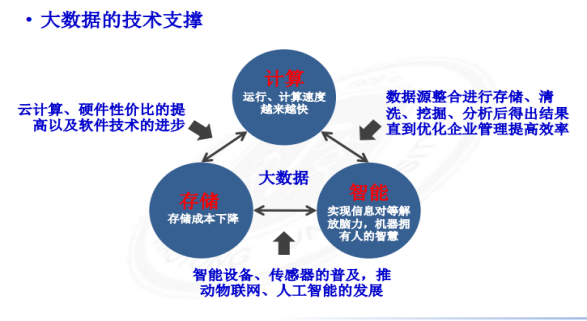 • 大数据的技术支撑
计算
运行、计算速度
越来越快
云计算、硬件性价比的提
高以及软件技术的进步
数据源整合进行存储、清
洗、挖掘、分析后得出结果
直到优化企业管理提高效率
大数据
存储
存储成本下降
智能
实现信息对等解
放脑力，机器拥
有人的智慧
智能设备、传感器的普及，推
动物联网、人工智能的发展